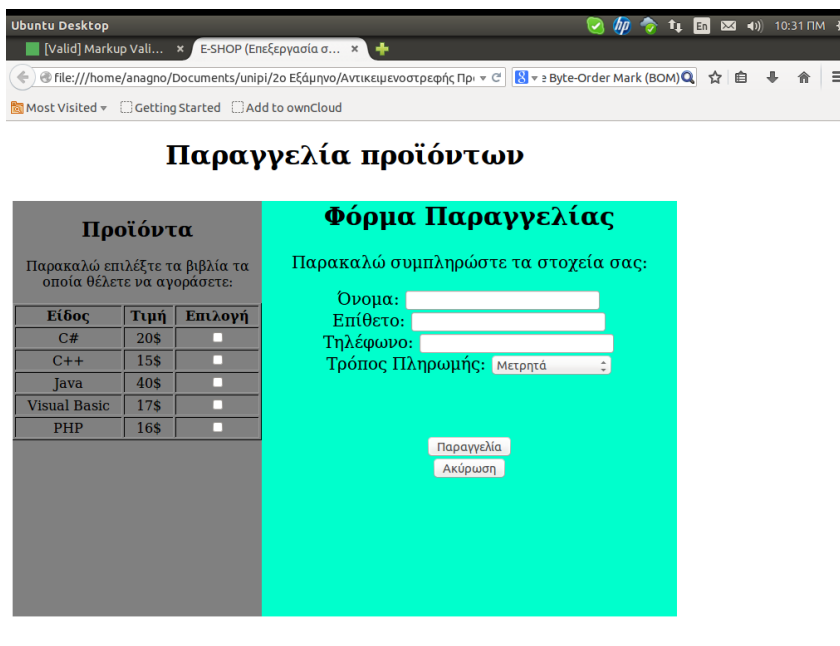 Ubuntu Desktop
hp
En
10:31 ΠΜ
[Valid] Markup Vali...
E-SHOP (Επεξεργασία σ...
file:///home/anagno/Documents/unipi/2ο Εξάμηνο/Αντικειμενοστρεφής Πρ
8
Byte-Order Mark (BOM)
Most Visited
Getting Started
Add to ownCloud
Παραγγελία προϊόντων
Προϊόντα
Παρακαλώ επιλέξτε τα βιβλία τα
οποία θέλετε να αγοράσετε:
Είδος Τιμή Επιλογή
C# 20$
C++ 15$
Java 40$
Visual Basic 17$
PHP 16$
Φόρμα Παραγγελίας
Παρακαλώ συμπληρώστε τα στοχεία σας:
Όνομα:
Επίθετο:
Τηλέφωνο:
Τρόπος Πληρωμής: Μετρητά
Παραγγελία
Ακύρωση